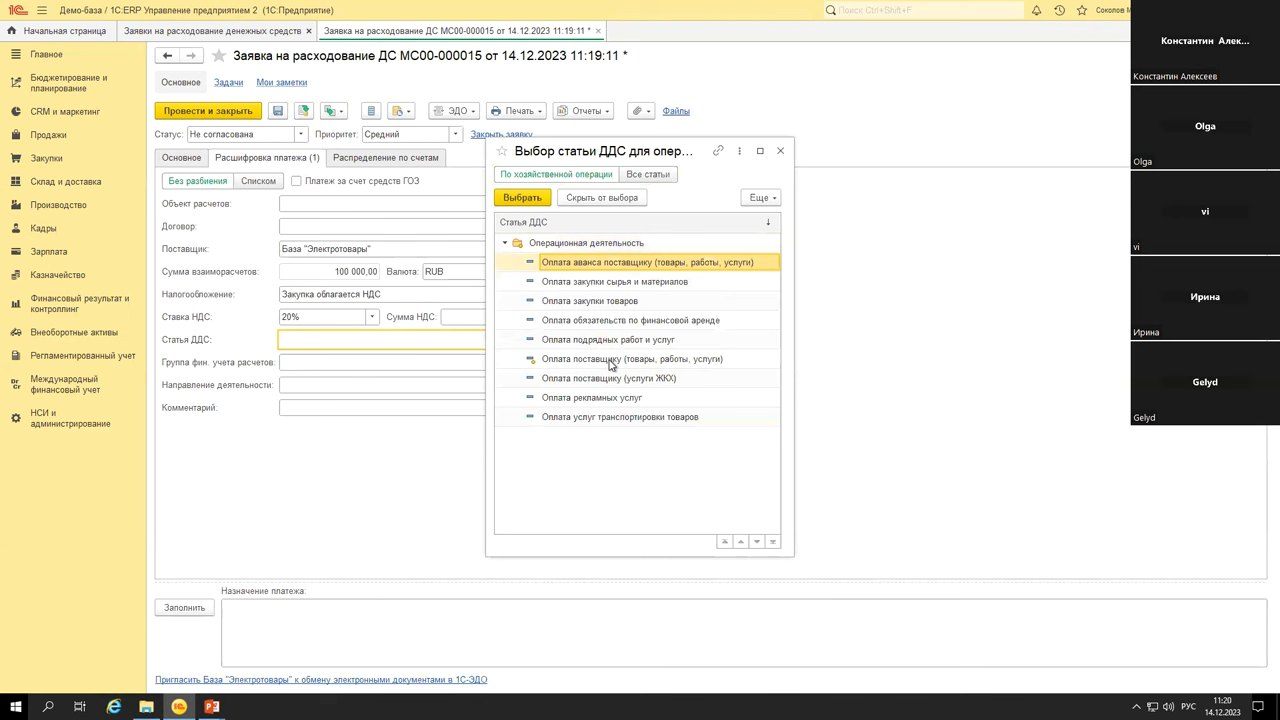 Демо-база / 1С:ERP Управление предприятием 2 (1С:Предприятие)
Поиск Ctrl+Shift+F
Соколов М
Начальная страница
Заявки на расходование денежных средств ×
Заявка на расходование ДС МС00-000015 от 14.12.2023 11:19:11 * ×
Главное
Бюджетирование и планирование
CRM и маркетинг
Продажи
Закупки
Склад и доставка
Производство
Кадры
Зарплата
Казначейство
Финансовый результат и контроллинг
Внеоборотные активы
Регламентированный учет
Международный финансовый учет
НСИ и администрирование
Заявка на расходование ДС МС00-000015 от 14.12.2023 11:19:11 *
Основное Задачи Мои заметки
Провести и закрыть ЭДО Печать Отчеты Файлы
Статус: Не согласована Приоритет: Средний Закрыть заявку
Основное Расшифровка платежа (1) Распределение по счетам
Без разбиения Списком Платеж за счет средств ГОЗ
Объект расчетов:
Договор:
Поставщик: База "Электротовары"
Сумма взаиморасчетов: 100 000,00 Валюта: RUB
Налогообложение: Закупка облагается НДС
Ставка НДС: 20% Сумма НДС:
Статья ДДС:
Группа фин. учета расчетов:
Направление деятельности:
Комментарий:
Выбор статьи ДДС для опер...
По хозяйственной операции Все статьи
Выбрать Скрыть от выбора Еще
Статья ДДС
Операционная деятельность
Оплата аванса поставщику (товары, работы, услуги)
Оплата закупки сырья и материалов
Оплата закупки товаров
Оплата обязательств по финансовой аренде
Оплата подрядных работ и услуг
Оплата поставщику (товары, работы, услуги)
Оплата поставщику (услуги ЖКХ)
Оплата рекламных услуг
Оплата услуг транспортировки товаров
Назначение платежа:
Заполнить
Пригласить База "Электротовары" к обмену электронными документами в 1С-ЭДО
Константин Алек...
Константин Алексеев
Olga
Olga
vi
vi
Ирина
Ирина
Gelyd
Gelyd
РУС
11:20
14.12.2023